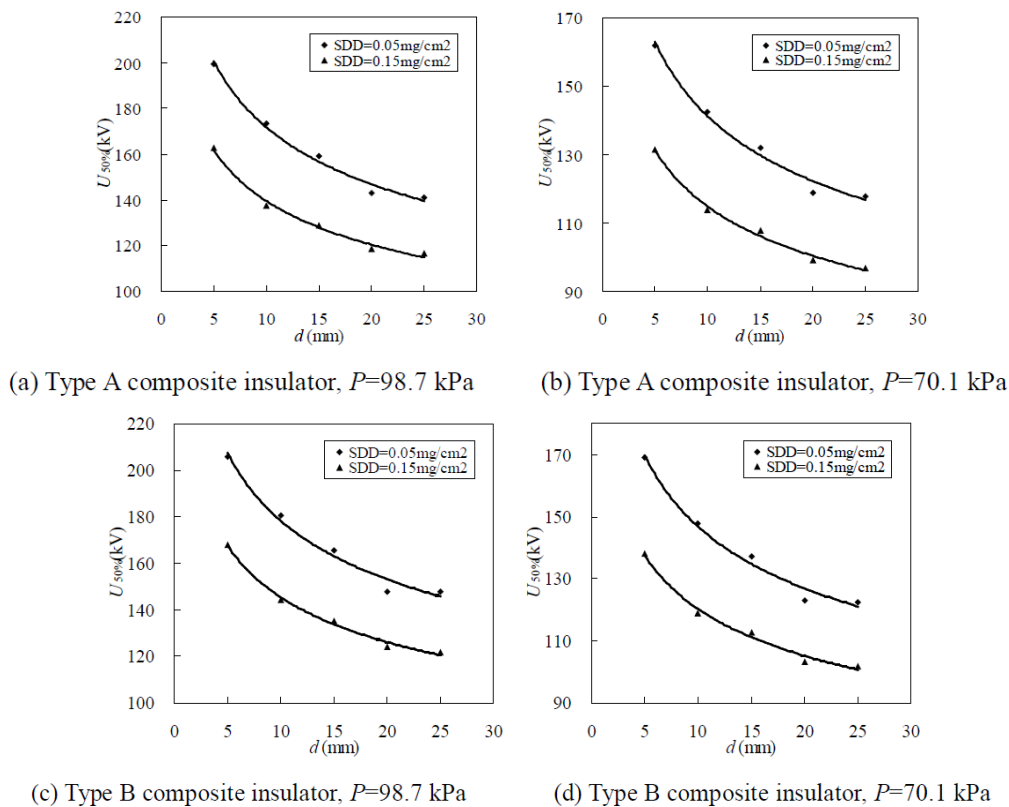 220
200
180
160
140
120
100
U50%(kV)
SDD=0.05mg/cm2
SDD=0.15mg/cm2
0 5 10 15 20 25 30
d (mm)
(a) Type A composite insulator, P=98.7 kPa
170
150
130
110
90
U50%(kV)
SDD=0.05mg/cm2
SDD=0.15mg/cm2
0 5 10 15 20 25 30
d (mm)
(b) Type A composite insulator, P=70.1 kPa
220
200
180
160
140
120
100
U50%(kV)
SDD=0.05mg/cm2
SDD=0.15mg/cm2
0 5 10 15 20 25 30
d (mm)
(c) Type B composite insulator, P=98.7 kPa
170
150
130
110
90
U50%(kV)
SDD=0.05mg/cm2
SDD=0.15mg/cm2
0 5 10 15 20 25 30
d (mm)
(d) Type B composite insulator, P=70.1 kPa